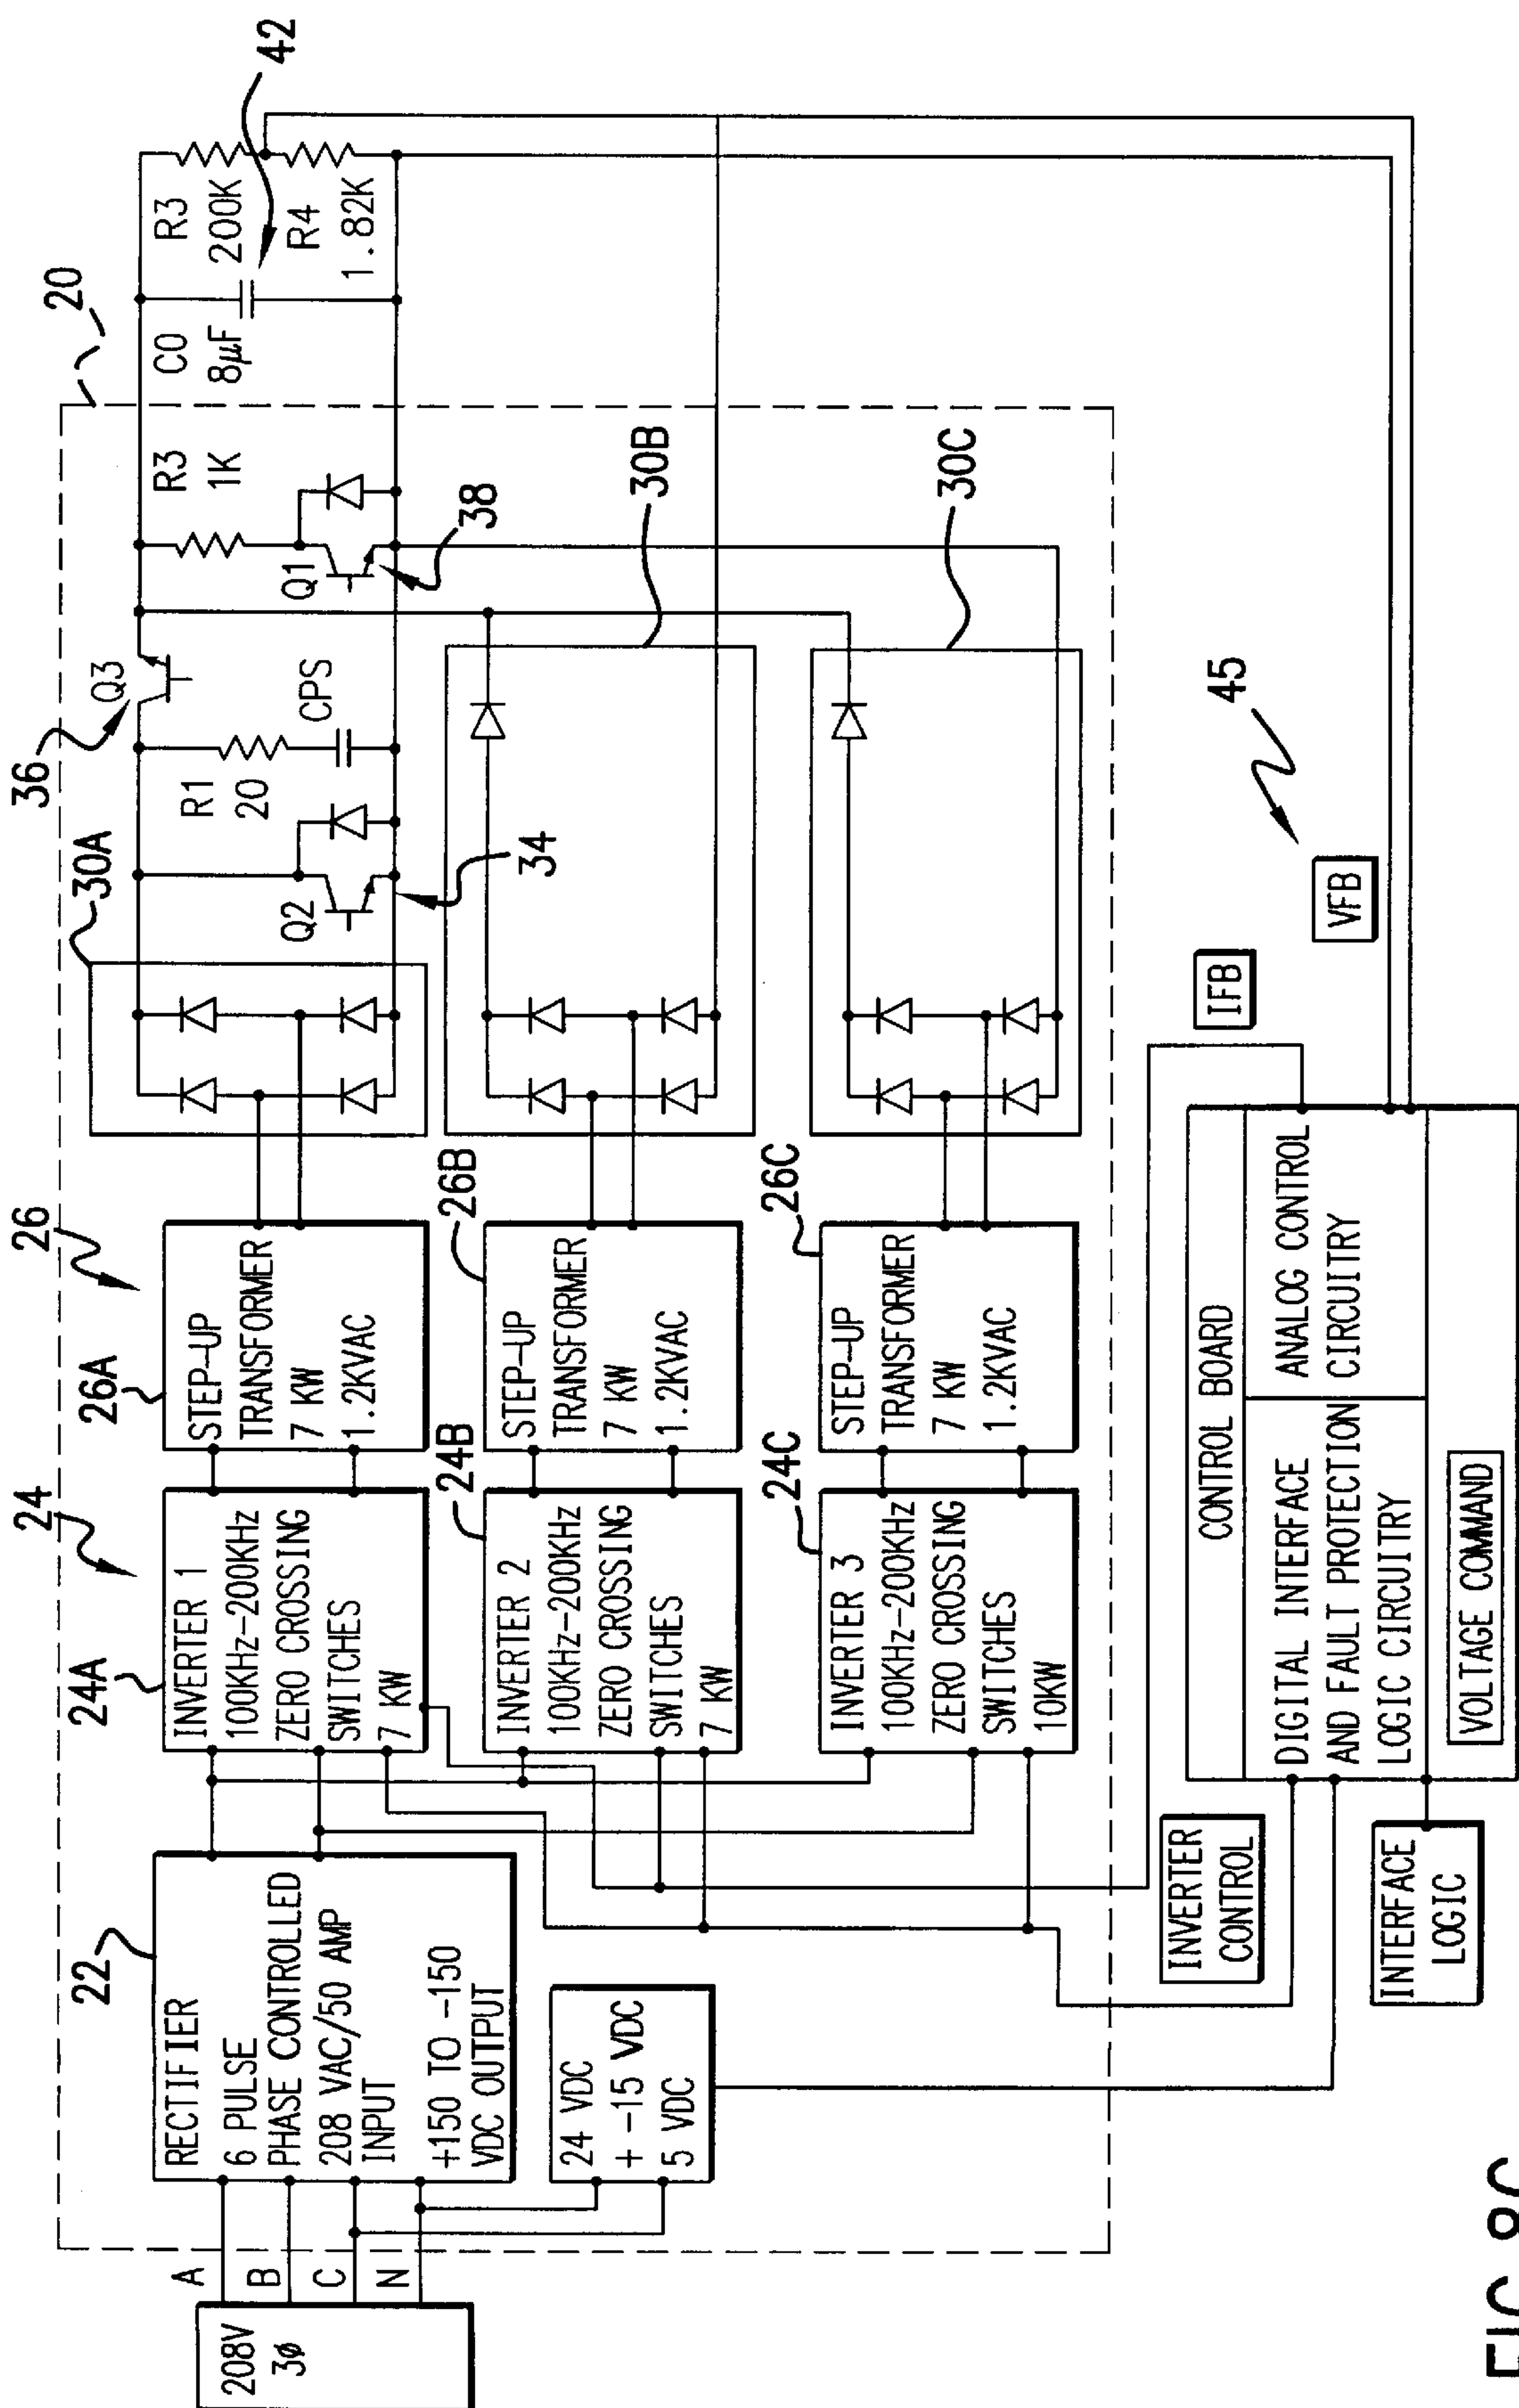 20
36
26
24
42
30A
26A
24A
22
208V
3ø
A
B
C
N
RECTIFIER
6 PULSE
PHASE CONTROLLED
208 VAC/50 AMP
INPUT
+150 TO -150
VDC OUTPUT
INVERTER 1
100KHz-200KHz
ZERO CROSSING
SWITCHES
7 KW
STEP-UP
TRANSFORMER
7 KW
1.2KVAC
Q2
34
R1
20
CPS
Q3
Q1
38
R3
1K
C0
8µF
R3
200K
R4
1.82K
24 VDC
+ -15 VDC
5 VDC
24B
INVERTER 2
100KHz-200KHz
ZERO CROSSING
SWITCHES
7 KW
26B
STEP-UP
TRANSFORMER
7 KW
1.2KVAC
30B
24C
INVERTER 3
100KHz-200KHz
ZERO CROSSING
SWITCHES
10KW
26C
STEP-UP
TRANSFORMER
7 KW
1.2KVAC
30C
INVERTER
CONTROL
IFB
VFB
45
CONTROL BOARD
DIGITAL INTERFACE
AND FAULT PROTECTION
LOGIC CIRCUITRY
ANALOG CONTROL
CIRCUITRY
VOLTAGE COMMAND
INTERFACE
LOGIC
FIG. 8C